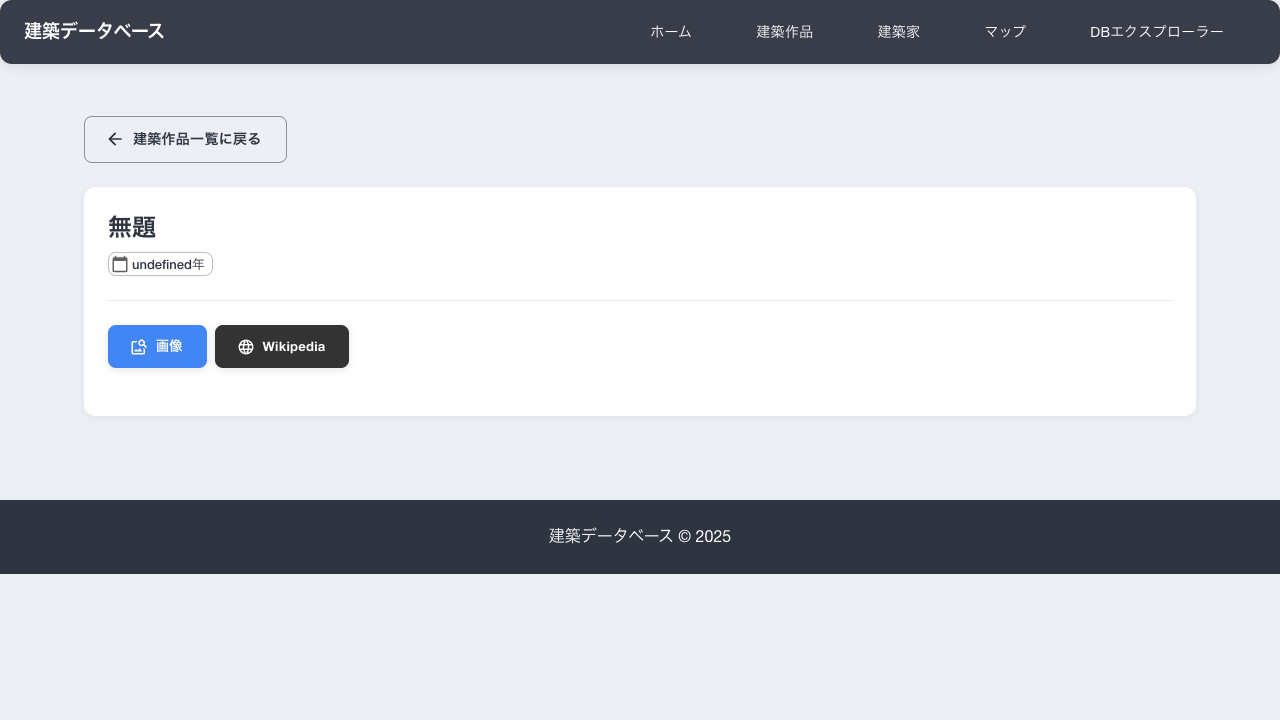 建築データベース
ホーム
建築作品
建築家
マップ
DBエクスプローラー
建築作品一覧に戻る
無題
undefined年
画像
Wikipedia
建築データベース © 2025